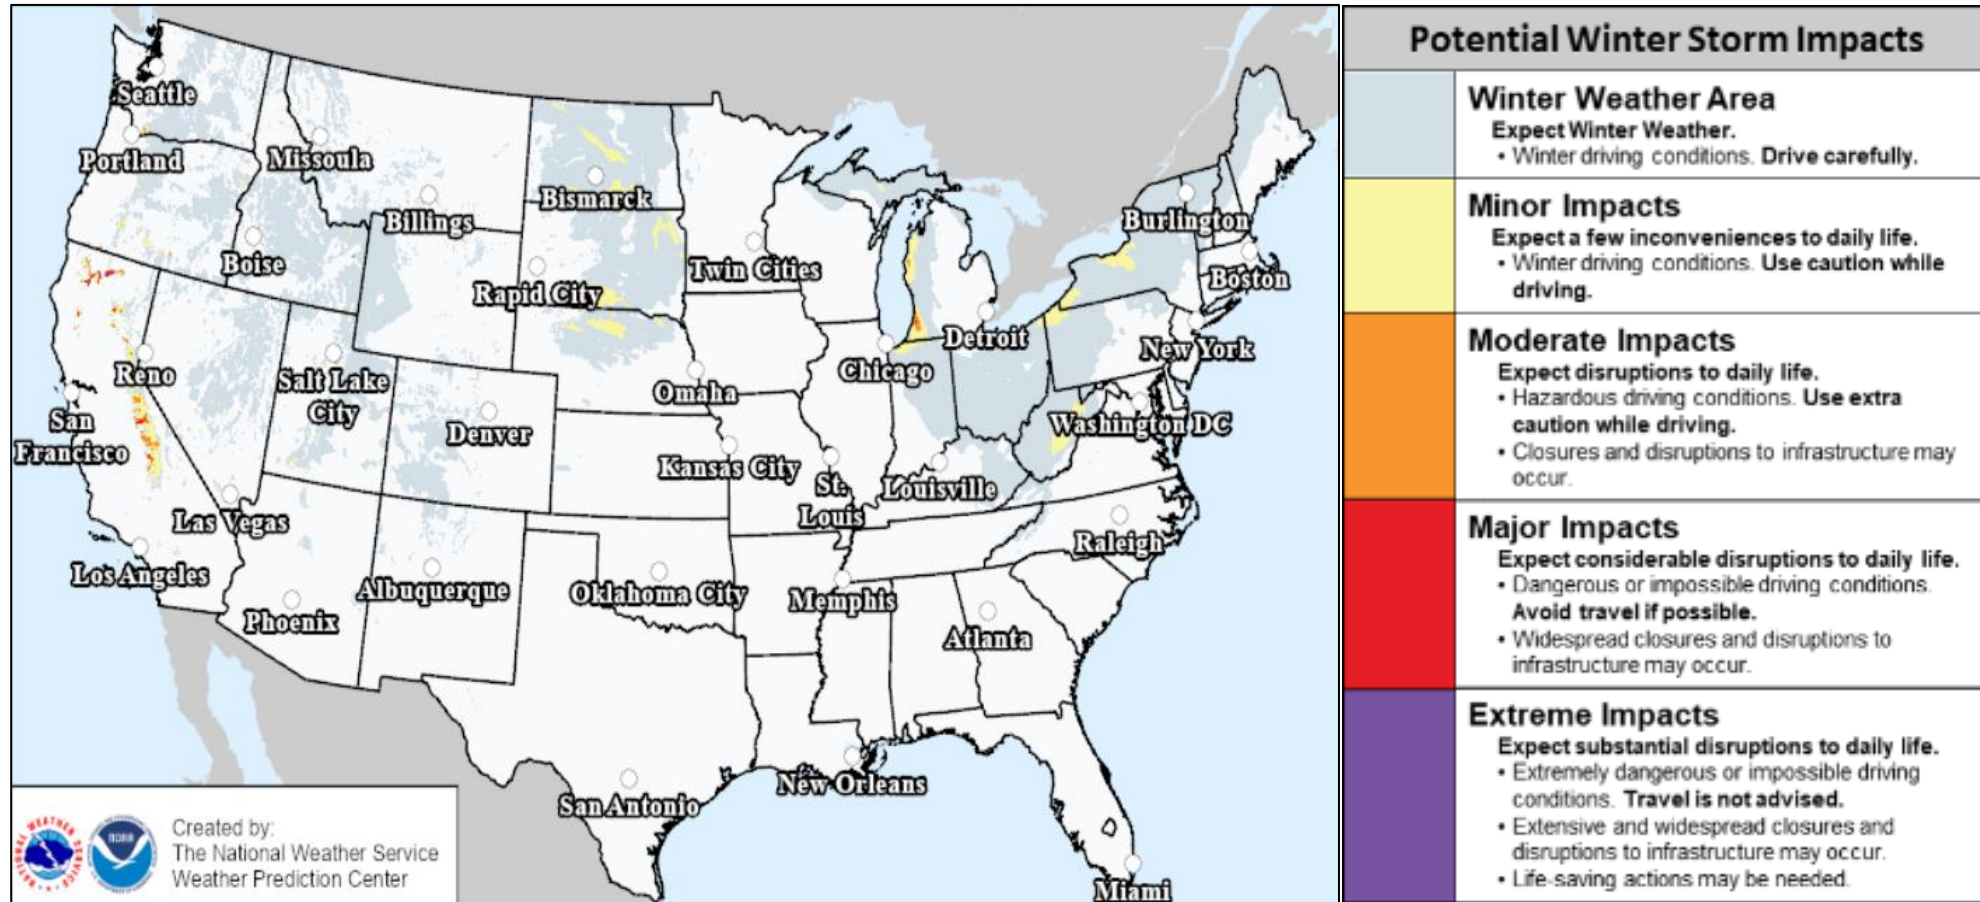 Seattle
Portland
Missoula
Billings
Bismarck
Boise
Rapid City
Twin Cities
Burlington
Boston
Reno
Salt Lake
City
Denver
Omaha
Chicago
Detroit
New York
San
Francisco
Kansas City
St.
Louis
Louisville
Washington DC
Las Vegas
Los Angeles
Albuquerque
Phoenix
Oklahoma City
Memphis
Raleigh
Atlanta
San Antonio
New Orleans
Miami
NATIONAL WEATHER SERVICE
NOAA
Created by:
The National Weather Service
Weather Prediction Center
Potential Winter Storm Impacts
Winter Weather Area
Expect Winter Weather.
• Winter driving conditions. Drive carefully.
Minor Impacts
Expect a few inconveniences to daily life.
• Winter driving conditions. Use caution while
driving.
Moderate Impacts
Expect disruptions to daily life.
• Hazardous driving conditions. Use extra
caution while driving.
• Closures and disruptions to infrastructure may
occur.
Major Impacts
Expect considerable disruptions to daily life.
• Dangerous or impossible driving conditions.
Avoid travel if possible.
• Widespread closures and disruptions to
infrastructure may occur.
Extreme Impacts
Expect substantial disruptions to daily life.
• Extremely dangerous or impossible driving
conditions. Travel is not advised.
• Extensive and widespread closures and
disruptions to infrastructure may occur.
• Life-saving actions may be needed.